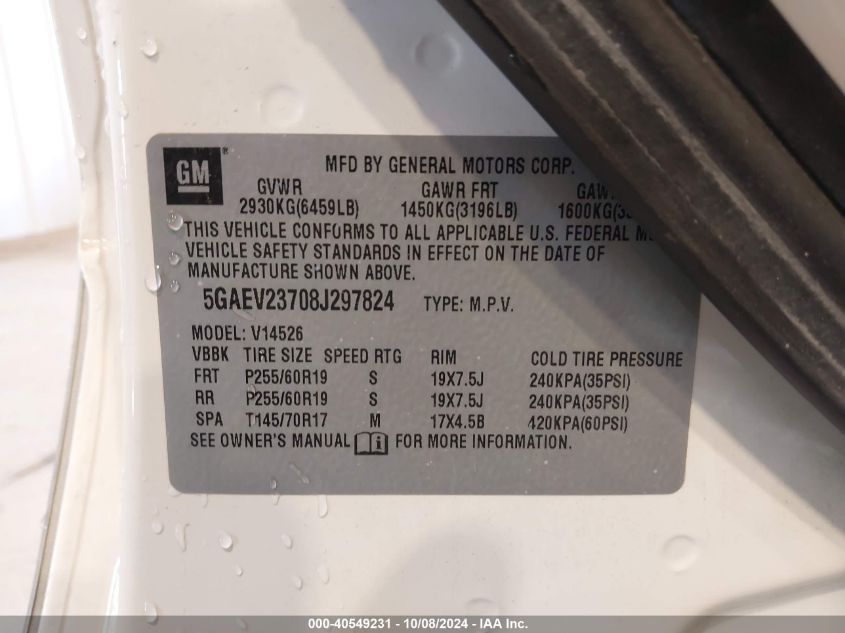 GM ®
MFD BY GENERAL MOTORS CORP.
GVWR GAWR FRT
2930KG(6459LB) 1450KG(3196LB)
THIS VEHICLE CONFORMS TO ALL APPLICABLE U.S. FEDERAL
VEHICLE SAFETY STANDARDS IN EFFECT ON THE DATE OF
MANUFACTURE SHOWN ABOVE.
5GAEV23708J297824 TYPE: M.P.V.
MODEL: V14526
VBBK TIRE SIZE SPEED RTG RIM COLD TIRE PRESSURE
FRT P255/60R19 S 19X7.5J 240KPA(35PSI)
RR P255/60R19 S 19X7.5J 240KPA(35PSI)
SPA T145/70R17 M 17X4.5B 420KPA(60PSI)
SEE OWNER'S MANUAL i FOR MORE INFORMATION.
000-40549231 - 10/08/2024 - IAA Inc.